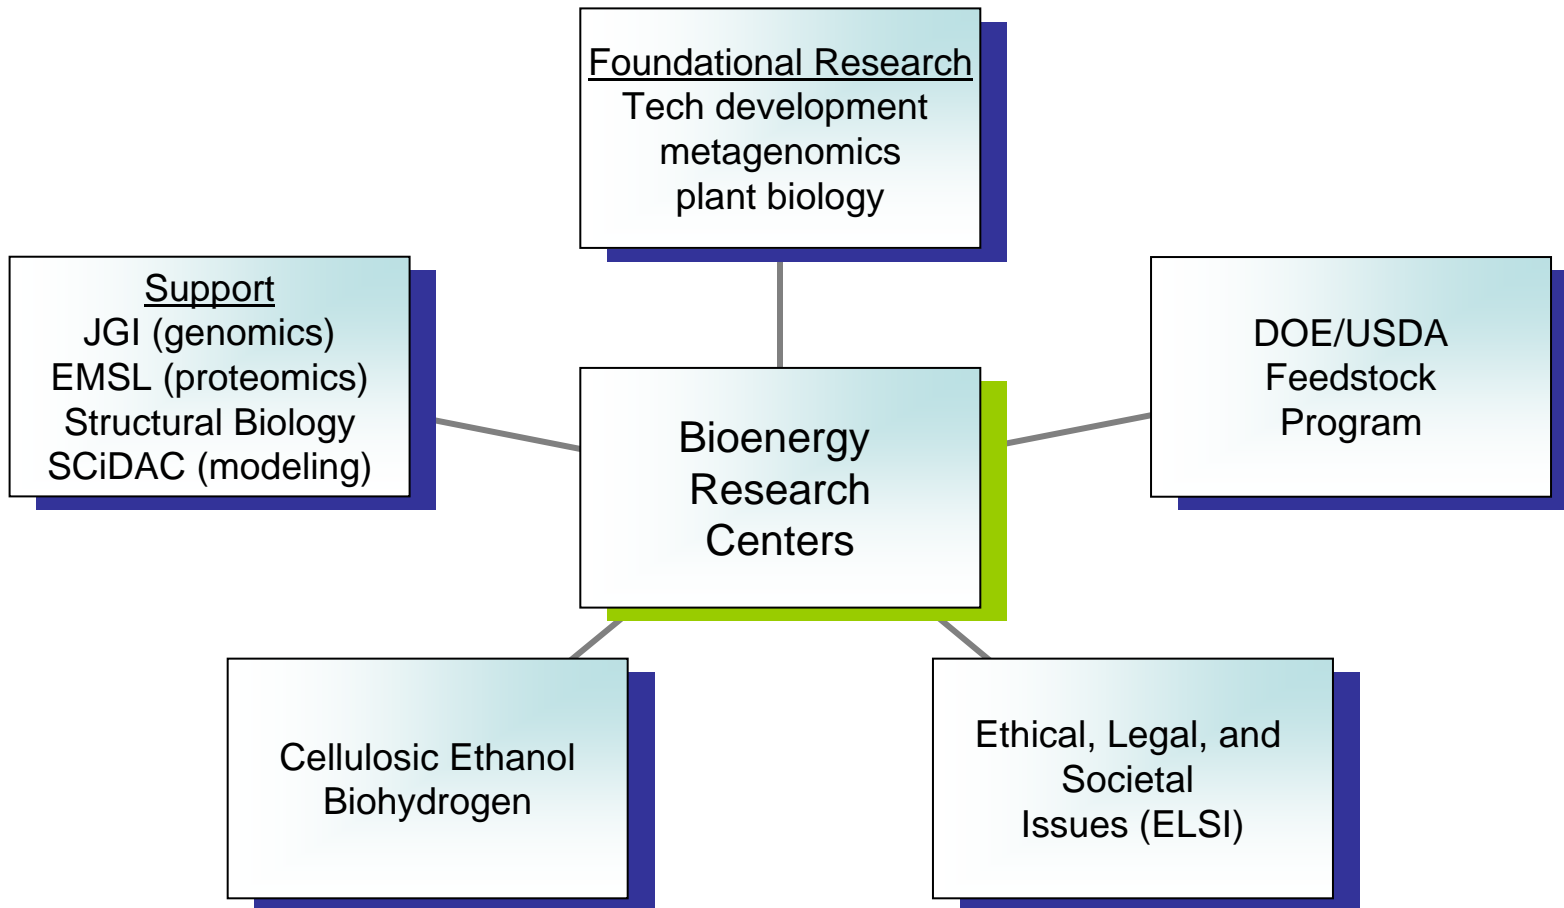 Foundational Research
Tech development
metagenomics
plant biology
Support
JGI (genomics)
EMSL (proteomics)
Structural Biology
SCiDAC (modeling)
DOE/USDA
Feedstock
Program
Bioenergy
Research
Centers
Cellulosic Ethanol
Biohydrogen
Ethical, Legal, and
Societal
Issues (ELSI)